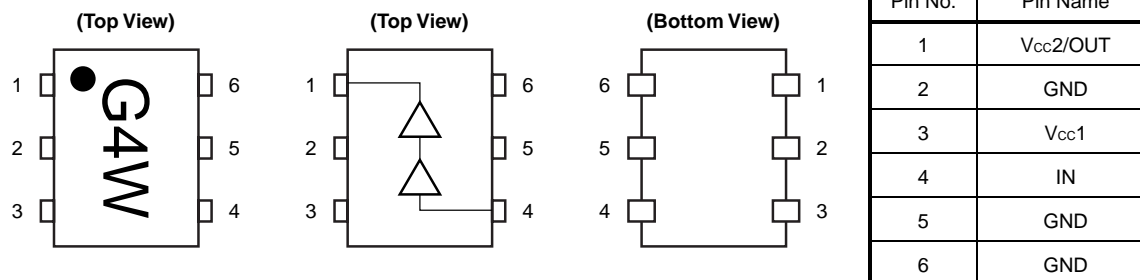 (Top View)
1
2
3
G4W
6
5
4
(Top View)
1
2
3
6
5
4
(Bottom View)
6
5
4
1
2
3
Pin No. Pin Name
1 Vcc2/OUT
2 GND
3 Vcc1
4 IN
5 GND
6 GND